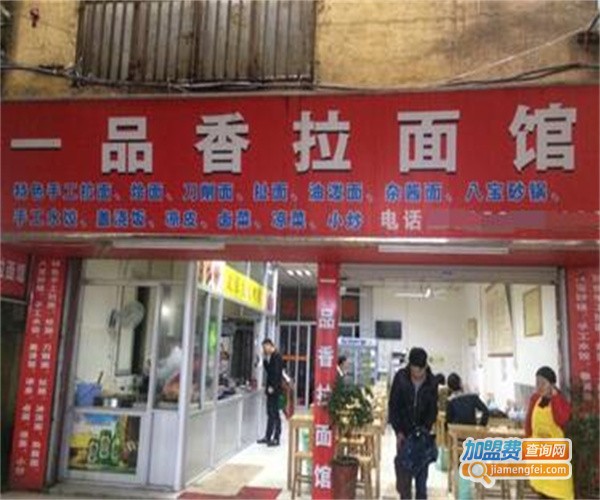 一品香拉面馆
特色手工拉面、烩面、刀削面、扯面、油泼面、杂酱面、八宝砂锅、
手工水饺、盖浇饭、凉皮、卤菜、凉菜、小炒 电话
一品香拉面馆
加盟费查询网
jiamengfei.com